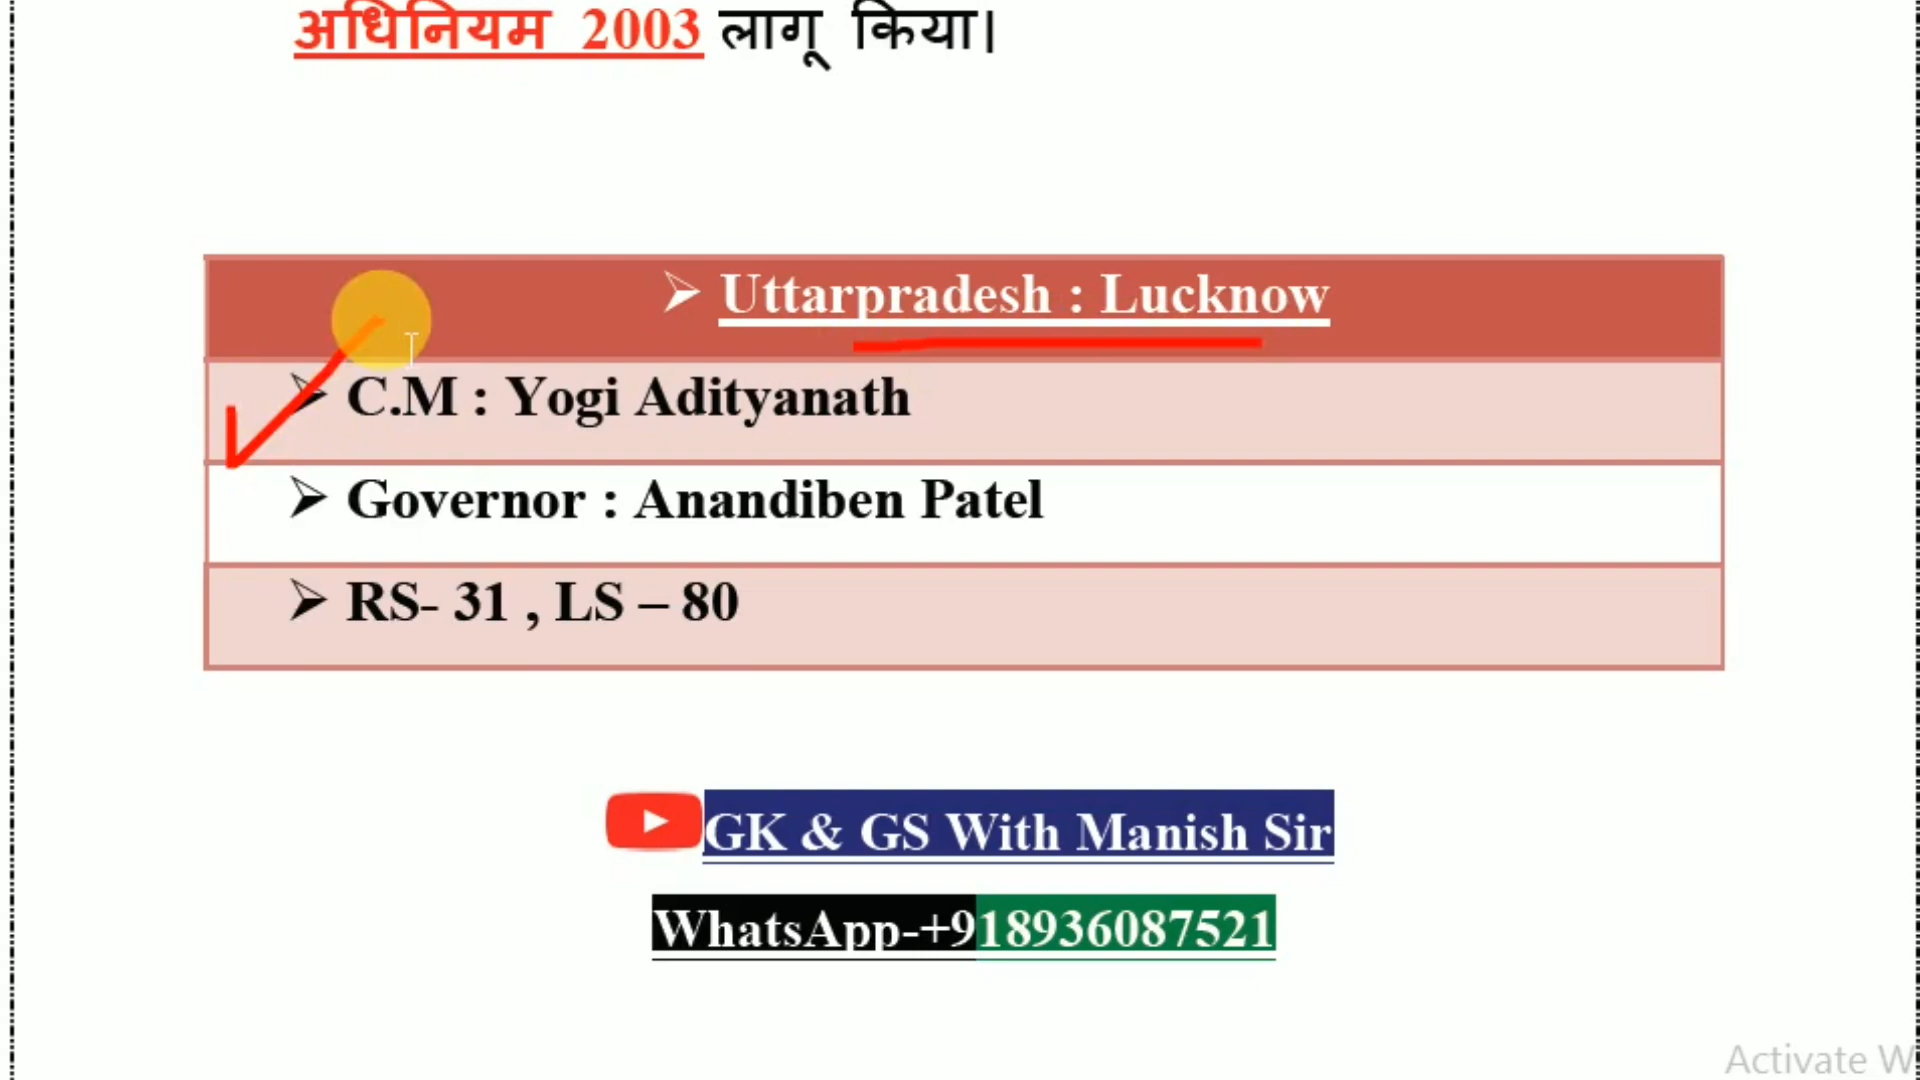 अधिनियम 2003 लागू किया।
➢ Uttarpradesh : Lucknow
➢ C.M : Yogi Adityanath
➢ Governor : Anandiben Patel
➢ RS- 31 , LS – 80
GK & GS With Manish Sir
WhatsApp-+918936087521
Activate W